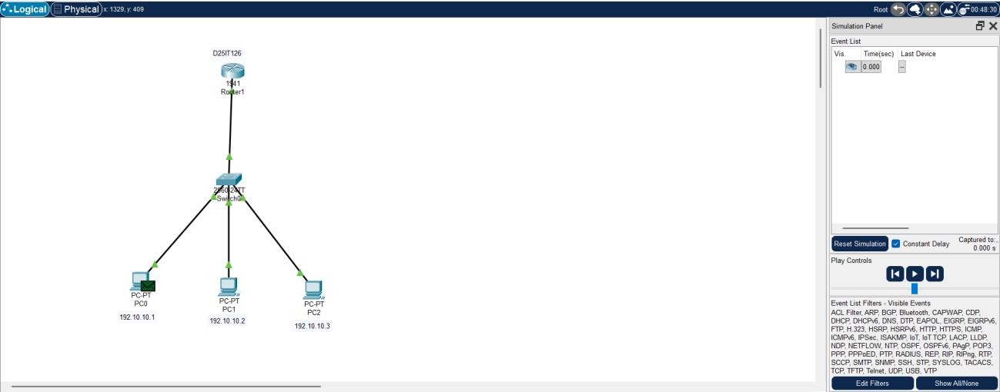 Logical Physical x: 1329, y: 409
Root 00:48:30
D25IT126
1941
Router1
2960-24TT
Switch0
PC-PT
PC0
192.10.10.1
PC-PT
PC1
192.10.10.2
PC-PT
PC2
192.10.10.3
Simulation Panel
Event List
Vis. Time(sec) Last Device
0.000 --
Reset Simulation Constant Delay Captured to:
0.000 s
Play Controls
Event List Filters - Visible Events
ACL Filter, ARP, BGP, Bluetooth, CAPWAP, CDP,
DHCP, DHCPv6, DNS, DTP, EAPOL, EIGRP, EIGRPv6,
FTP, H.323, HSRP, HSRPv6, HTTP, HTTPS, ICMP,
ICMPv6, IPSec, ISAKMP, IoT, IoT TCP, LACP, LLDP,
NDP, NETFLOW, NTP, OSPF, OSPFv6, PAgP, POP3,
PPP, PPPoED, PTP, RADIUS, REP, RIP, RIPng, RTP,
SCCP, SMTP, SNMP, SSH, STP, SYSLOG, TACACS,
TCP, TFTP, Telnet, UDP, USB, VTP
Edit Filters Show All/None